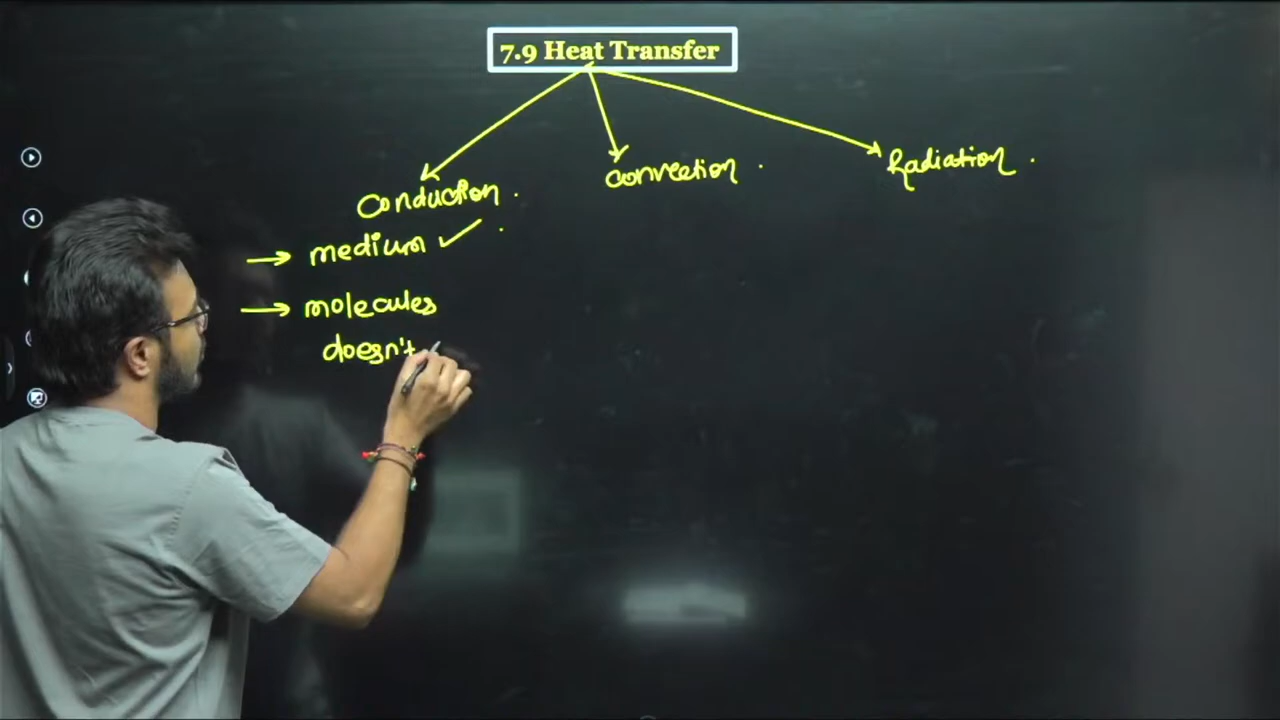 7.9 Heat Transfer
Conduction.
Convection.
Radiation.
→ medium ✓.
→ molecules
doesn't